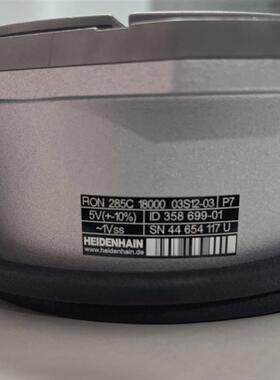 RON 285C 18000 03S12-03 P7
5V(+-10%) ID 358 699-01
~1Vss SN 44 654 117 U
HEIDENHAIN
www.heidenhain.de